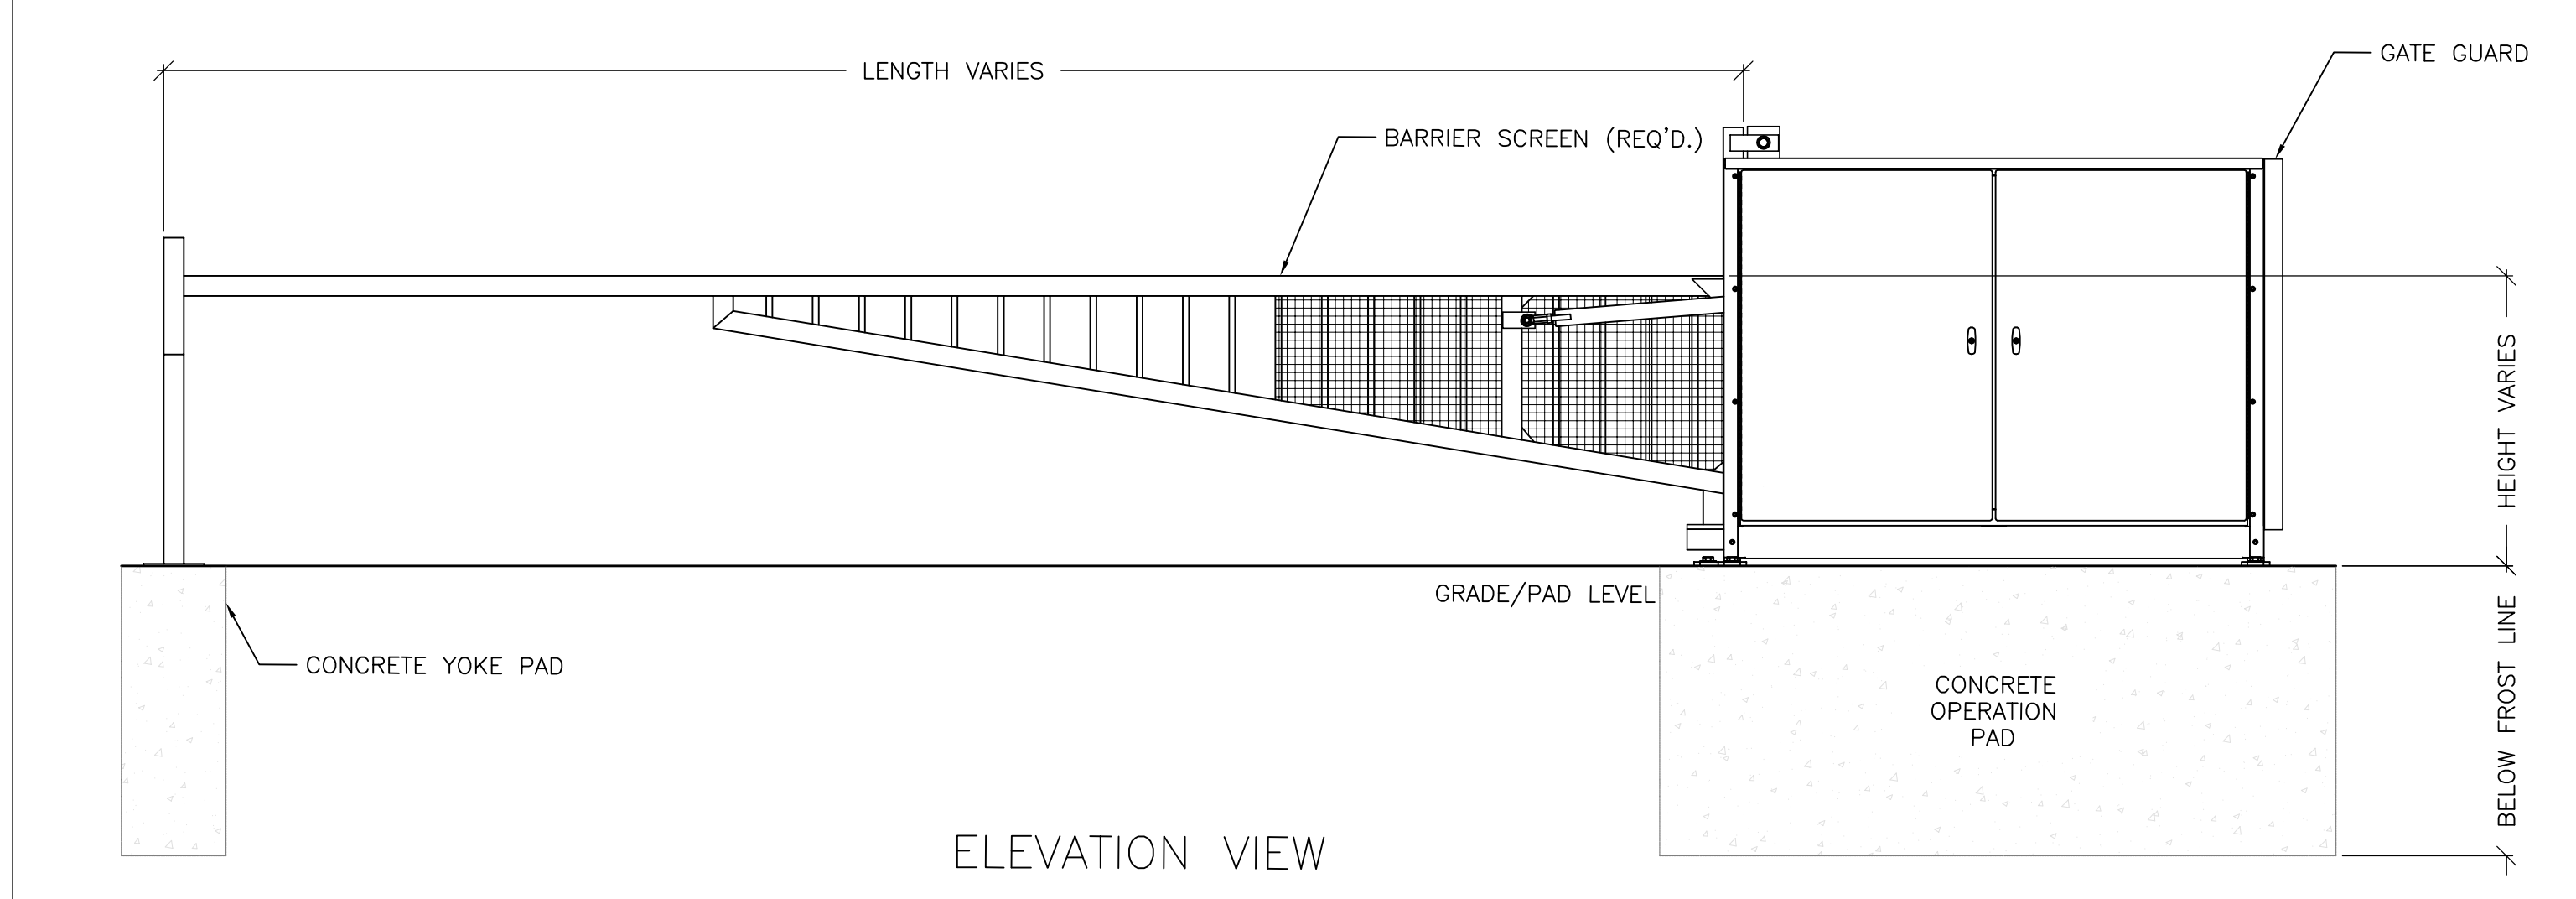 GATE GUARD
LENGTH VARIES
BARRIER SCREEN (REQ'D.)
HEIGHT VARIES
GRADE/PAD LEVEL
CONCRETE YOKE PAD
CONCRETE
OPERATION
PAD
BELOW FROST LINE
ELEVATION VIEW